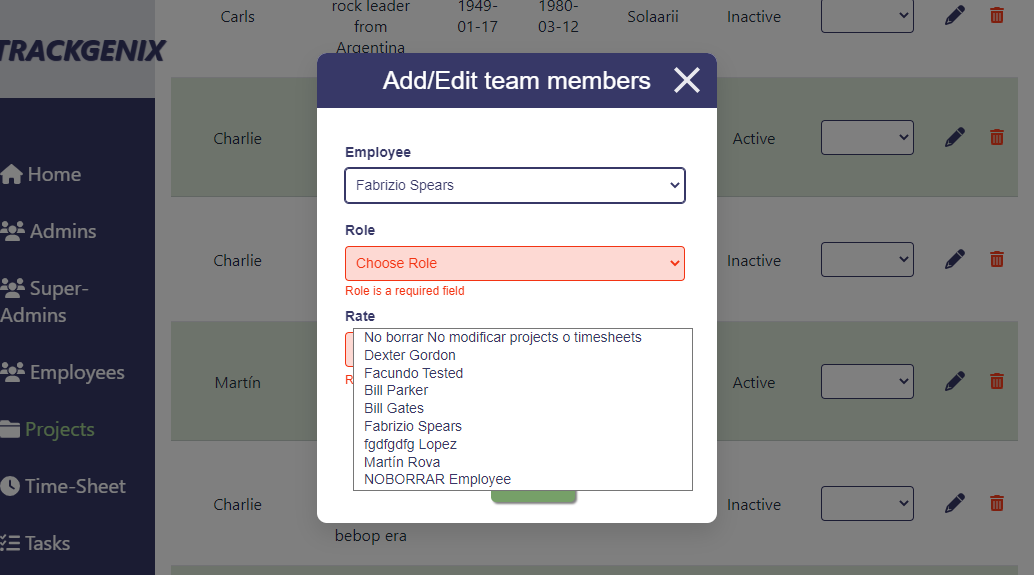 TRACKGENIX
Home
Admins
Super-
Admins
Employees
Projects
Time-Sheet
Tasks
Carls
rock leader
from
Argentina
1949-
01-17
1980-
03-12
Solaarii
Inactive
Charlie
Active
Charlie
Inactive
Martín
Active
Charlie
bebop era
Inactive
Add/Edit team members
Employee
Fabrizio Spears
Role
Choose Role
Role is a required field
Rate
R
No borrar No modificar projects o timesheets
Dexter Gordon
Facundo Tested
Bill Parker
Bill Gates
Fabrizio Spears
fgdfgdfg Lopez
Martín Rova
NOBORRAR Employee